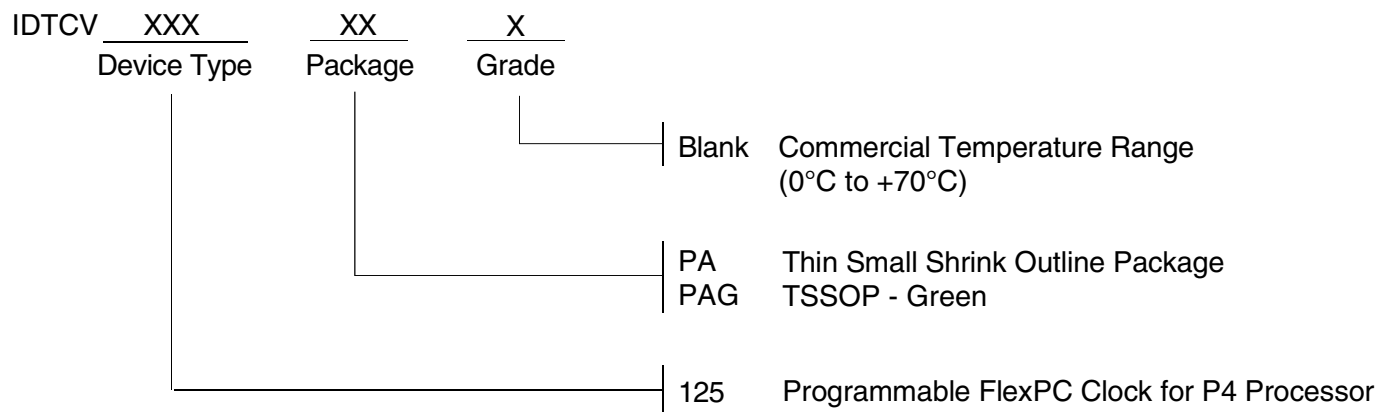 IDTCV XXX XX X
Device Type Package Grade
Blank Commercial Temperature Range
(0°C to +70°C)
PA Thin Small Shrink Outline Package
PAG TSSOP - Green
125 Programmable FlexPC Clock for P4 Processor